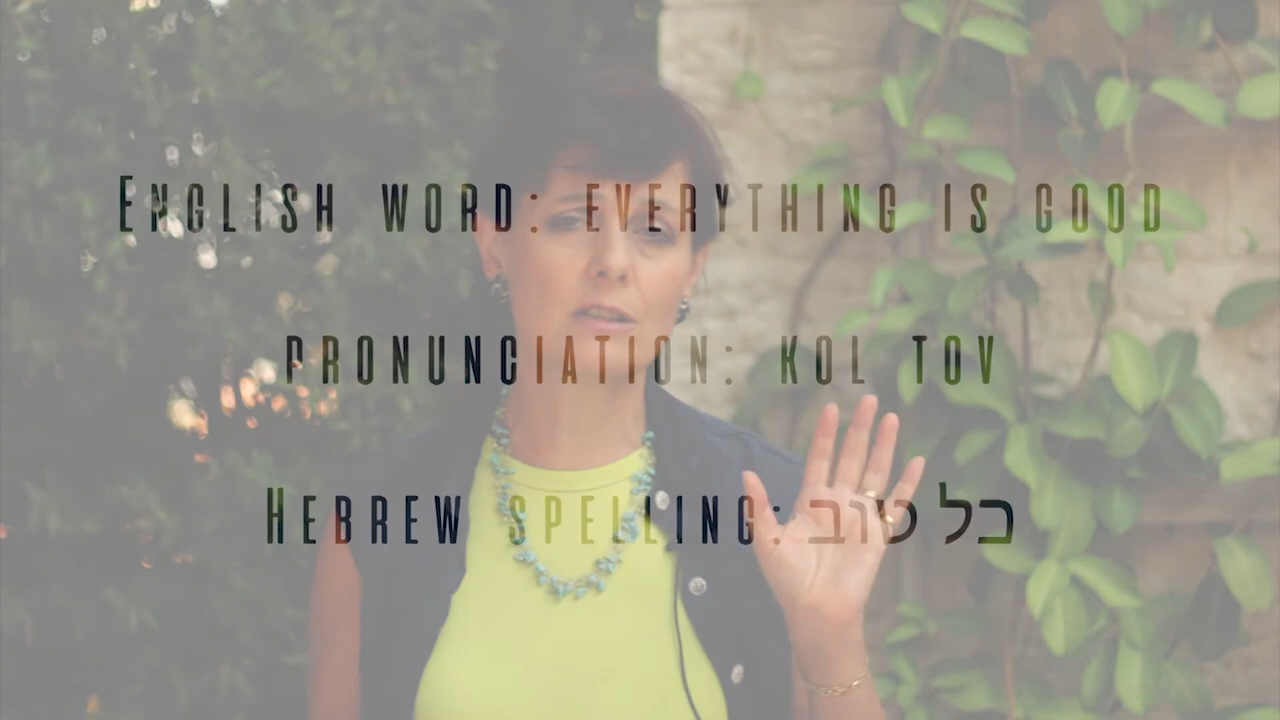 English word: everything is good
pronunciation: kol tov
Hebrew spelling: כל טוב